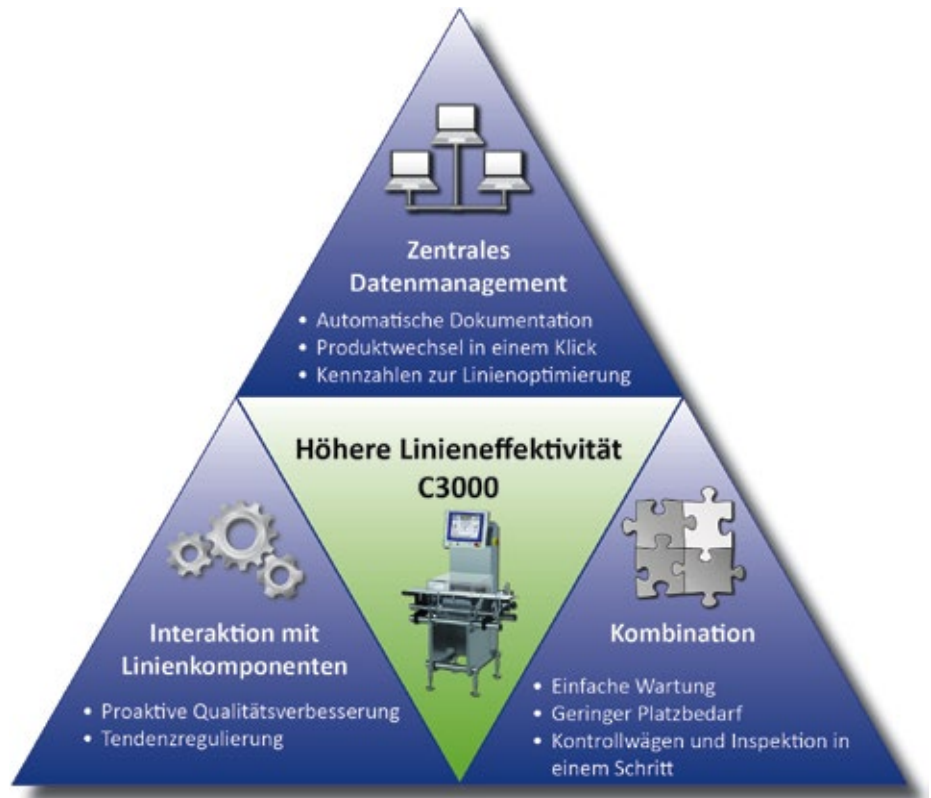 Zentrales
Datenmanagement
• Automatische Dokumentation
• Produktwechsel in einem Klick
• Kennzahlen zur Linienoptimierung
Höhere Linieneffektivität
C3000
Interaktion mit
Linienkomponenten
• Proaktive Qualitätsverbesserung
• Tendenzregulierung
Kombination
• Einfache Wartung
• Geringer Platzbedarf
• Kontrollwägen und Inspektion in
einem Schritt